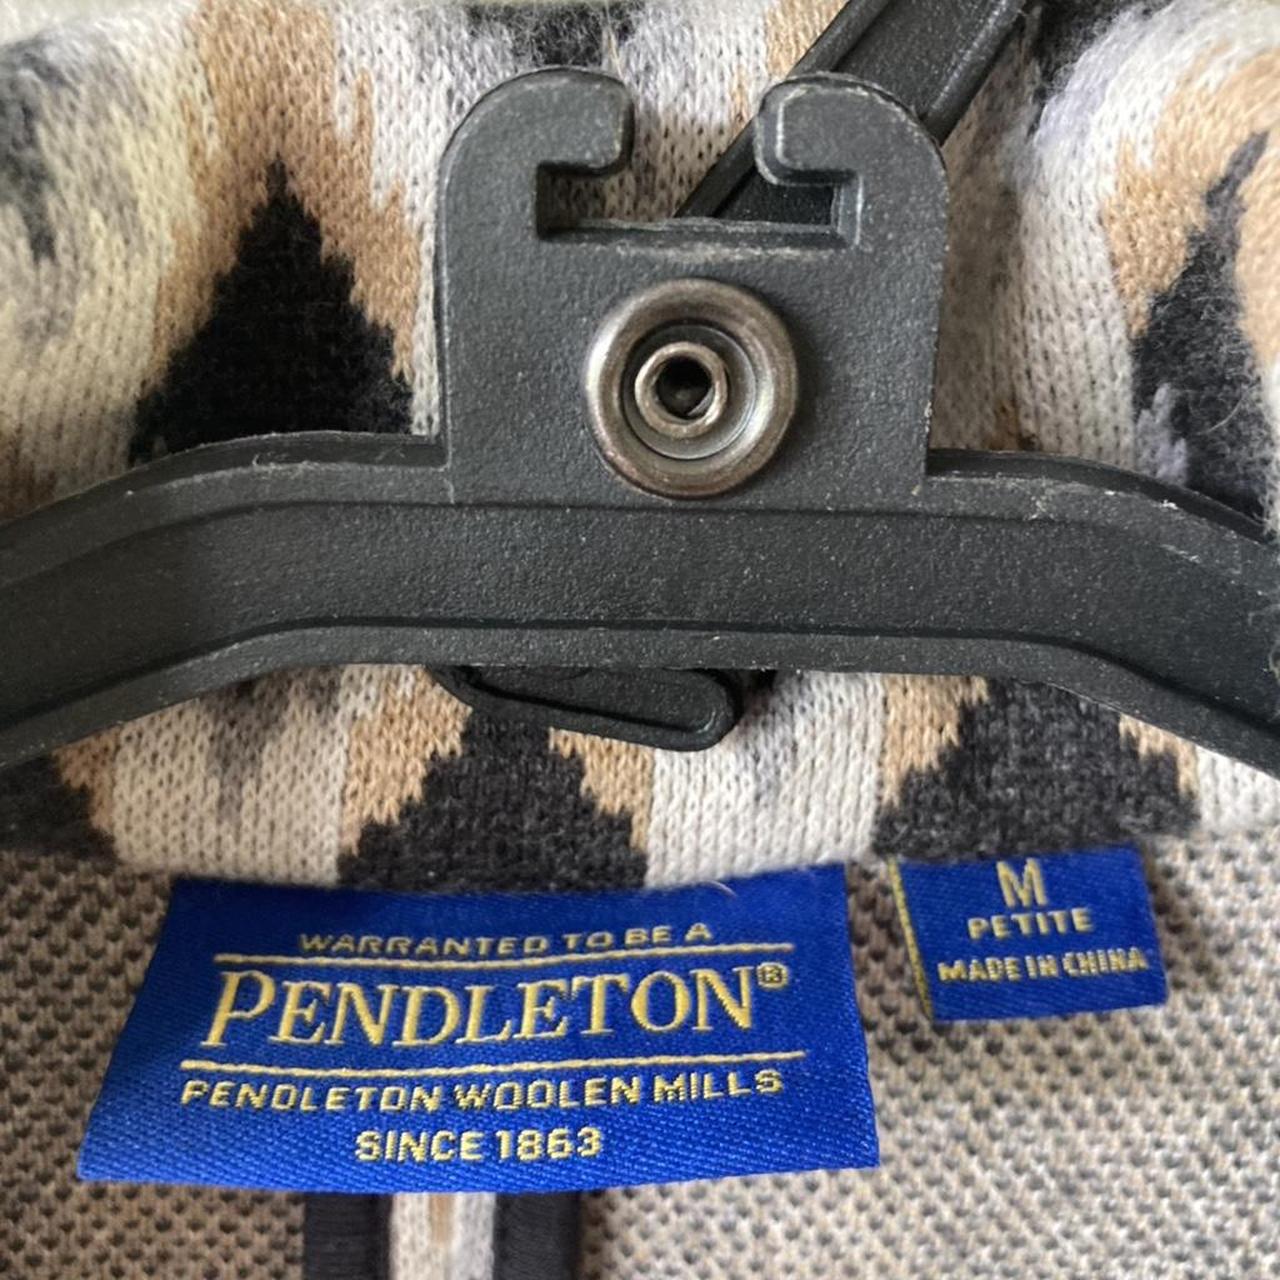 WARRANTED TO BE A
PENDLETON®
PENDLETON WOOLEN MILLS
SINCE 1863
M
PETITE
MADE IN CHINA